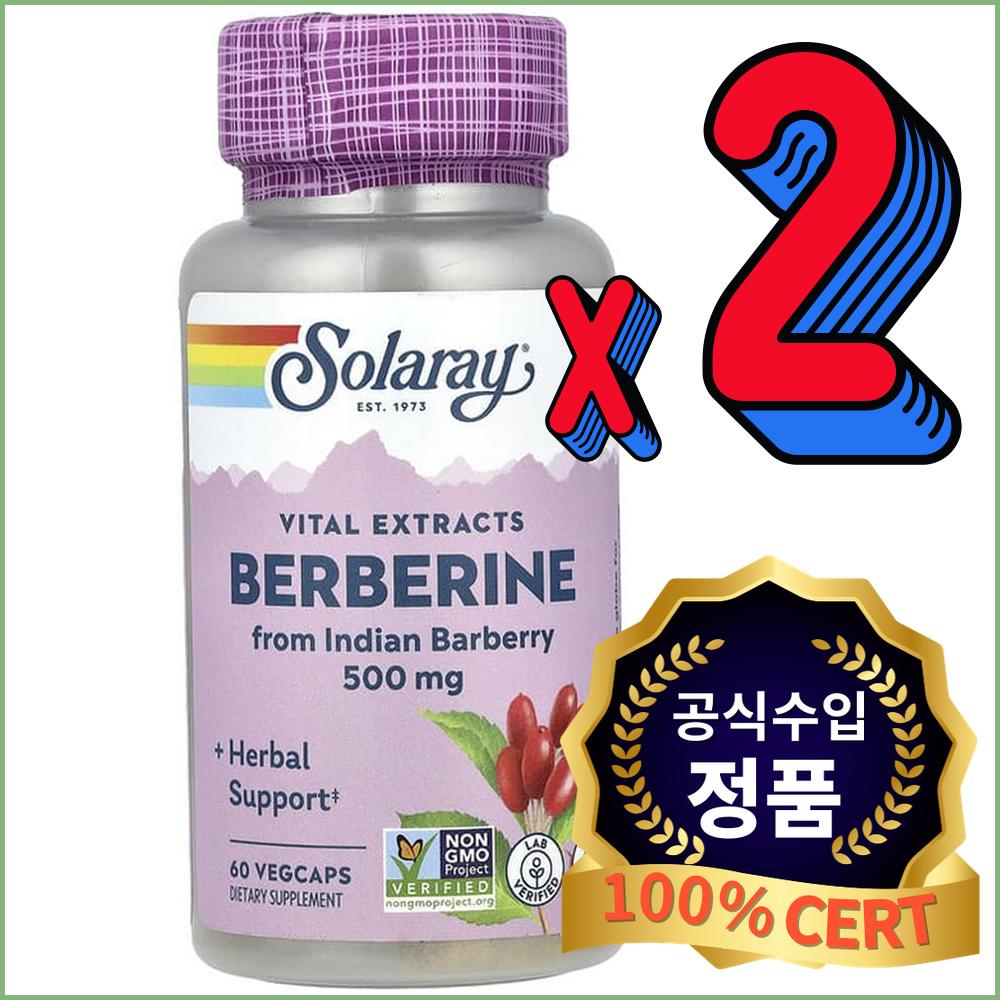 x2
Solaray®
EST. 1973
VITAL EXTRACTS
BERBERINE
from Indian Barberry
500 mg
+ Herbal
Support‡
60 VEGCAPS
DIETARY SUPPLEMENT
NON
GMO
Project
VERIFIED
nongmoproject.org
LAB
VERIFIED
공식수입
정품
100% CERT